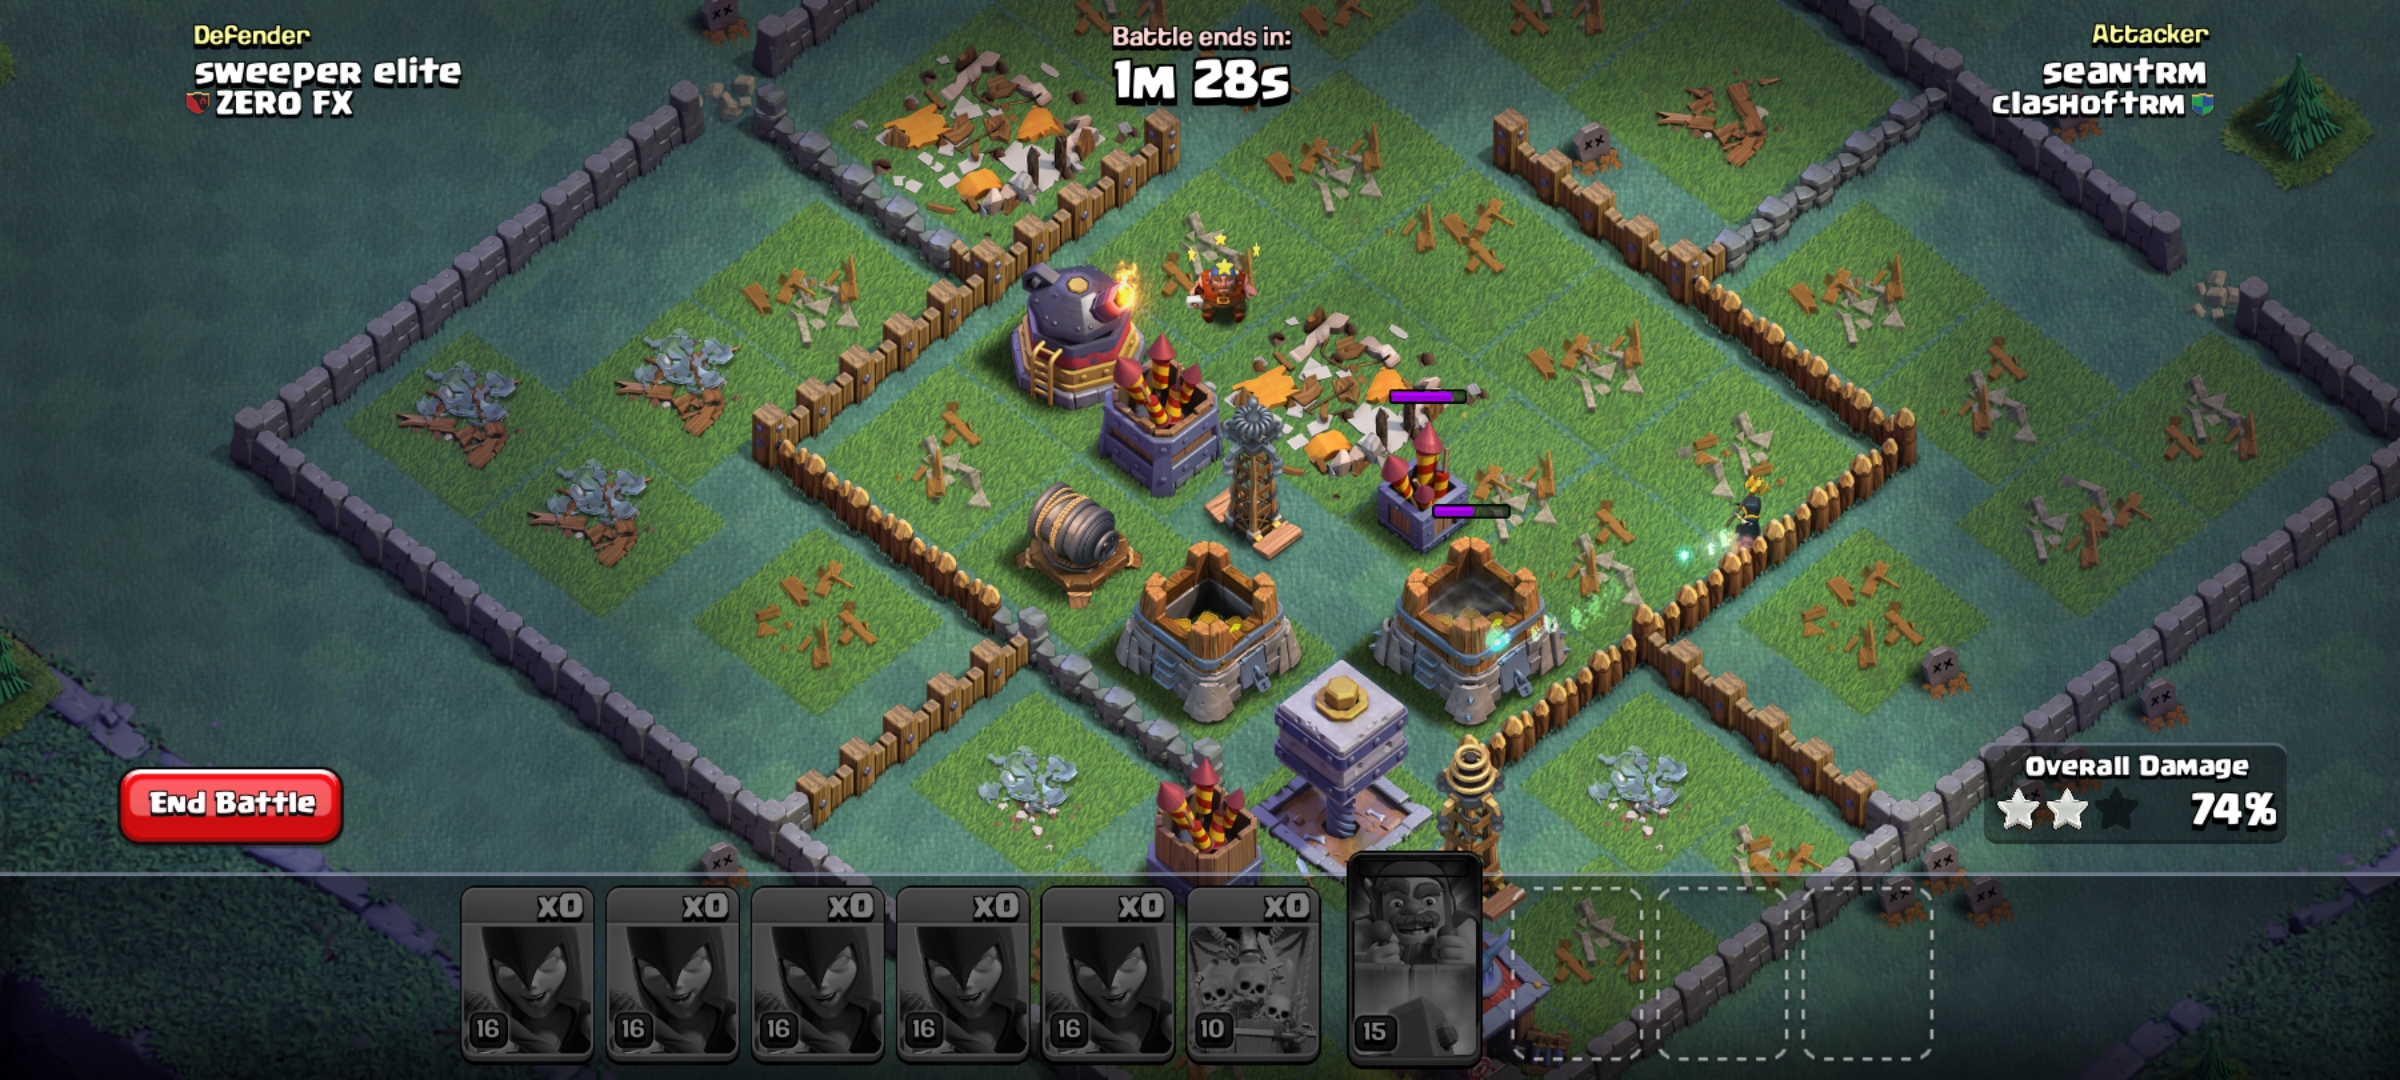 Defender
sweeper elite
ZERO FX
Battle ends in:
1M 28s
Attacker
seantrm
clashoftrm
End Battle
Overall Damage
74%
x0
x0
x0
x0
x0
x0
16
16
16
16
16
10
15